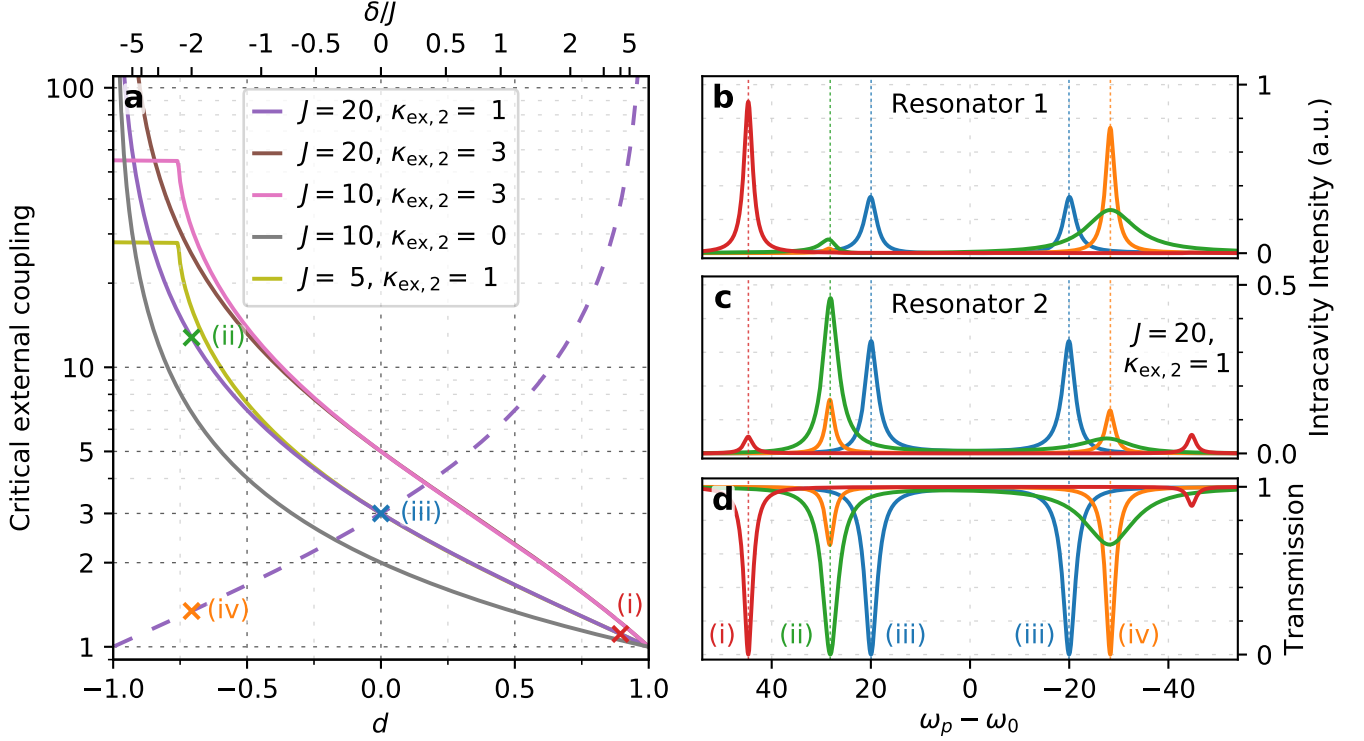 δ/J
-5 -2 -1 -0.5 0 0.5 1 2 5
a
J = 20, κex, 2 = 1
J = 20, κex, 2 = 3
J = 10, κex, 2 = 3
J = 10, κex, 2 = 0
J = 5, κex, 2 = 1
100
10
5
3
2
1
Critical external coupling
(ii)
(iii)
(iv)
(i)
−1.0 −0.5 0.0 0.5 1.0
d
b
Resonator 1
1
0
Intracavity Intensity (a.u.)
c
Resonator 2
J = 20,
κex, 2 = 1
0.5
0.0
d
1
0
Transmission
(i) (ii) (iii) (iii) (iv)
40 20 0 −20 −40
ωp − ω0